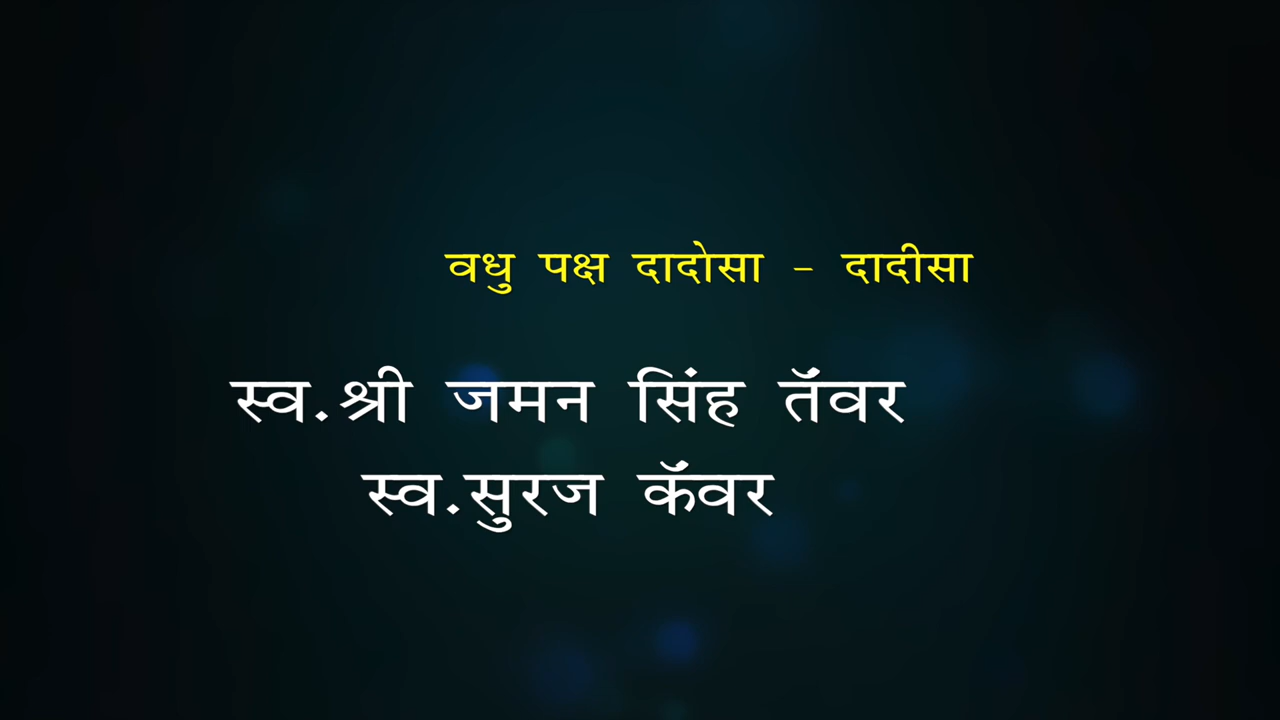 वधु पक्ष दादोसा - दादीसा
स्व.श्री जमन सिंह तॅंवर
स्व.सुरज कॅंवर